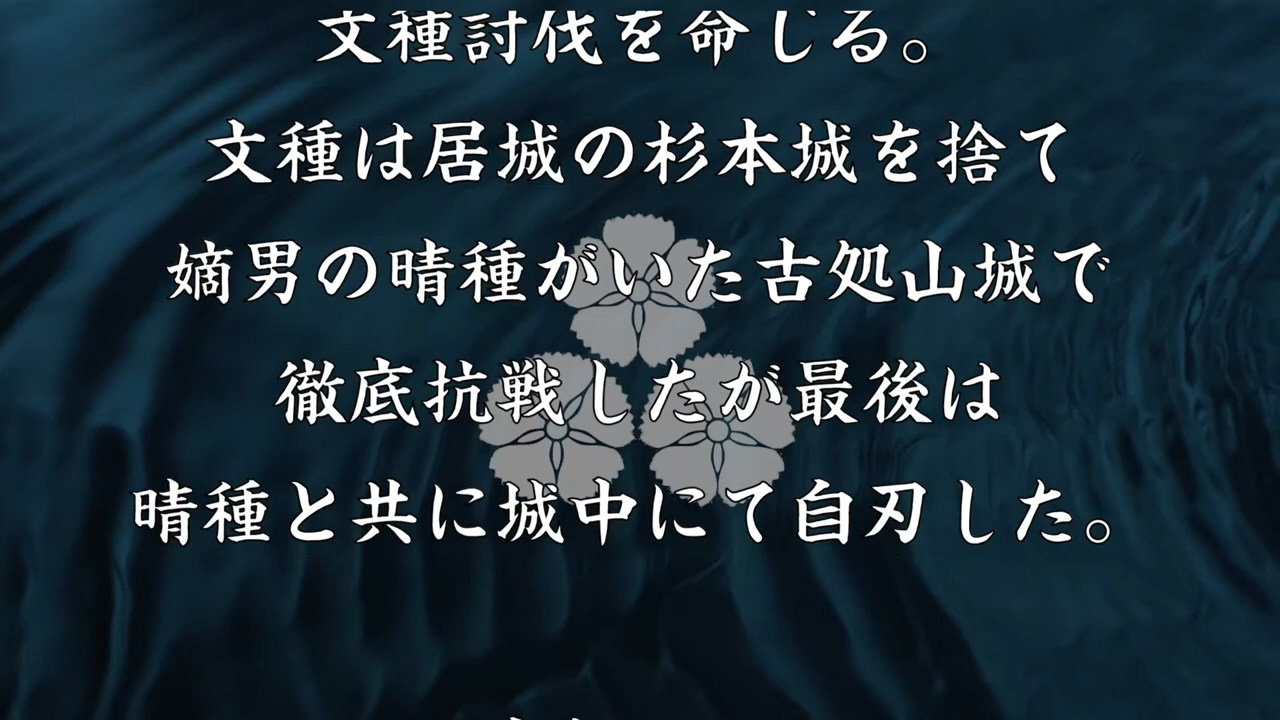 文種討伐を命じる。
文種は居城の杉本城を捨て
嫡男の晴種がいた古処山城で
徹底抗戦したが最後は
晴種と共に城中にて自刃した。